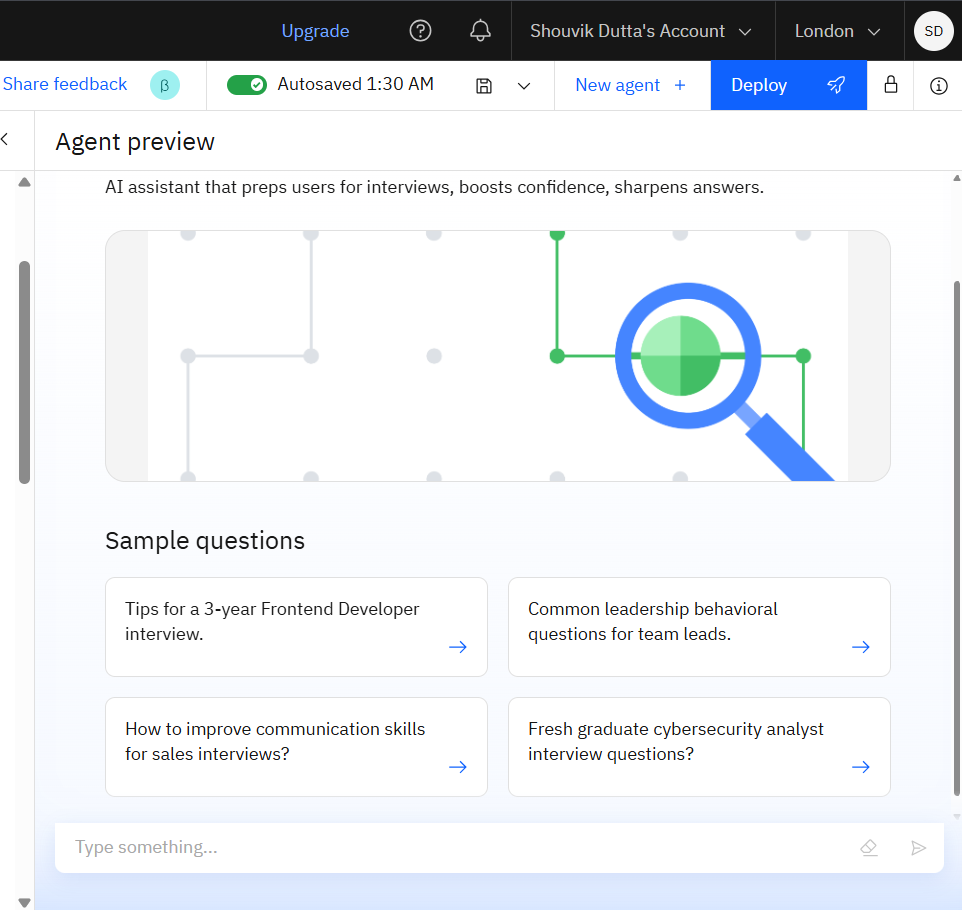 Upgrade
Shouvik Dutta's Account
London
SD
Share feedback
β
Autosaved 1:30 AM
New agent +
Deploy
Agent preview
AI assistant that preps users for interviews, boosts confidence, sharpens answers.
Sample questions
Tips for a 3-year Frontend Developer
interview.
Common leadership behavioral
questions for team leads.
How to improve communication skills
for sales interviews?
Fresh graduate cybersecurity analyst
interview questions?
Type something...